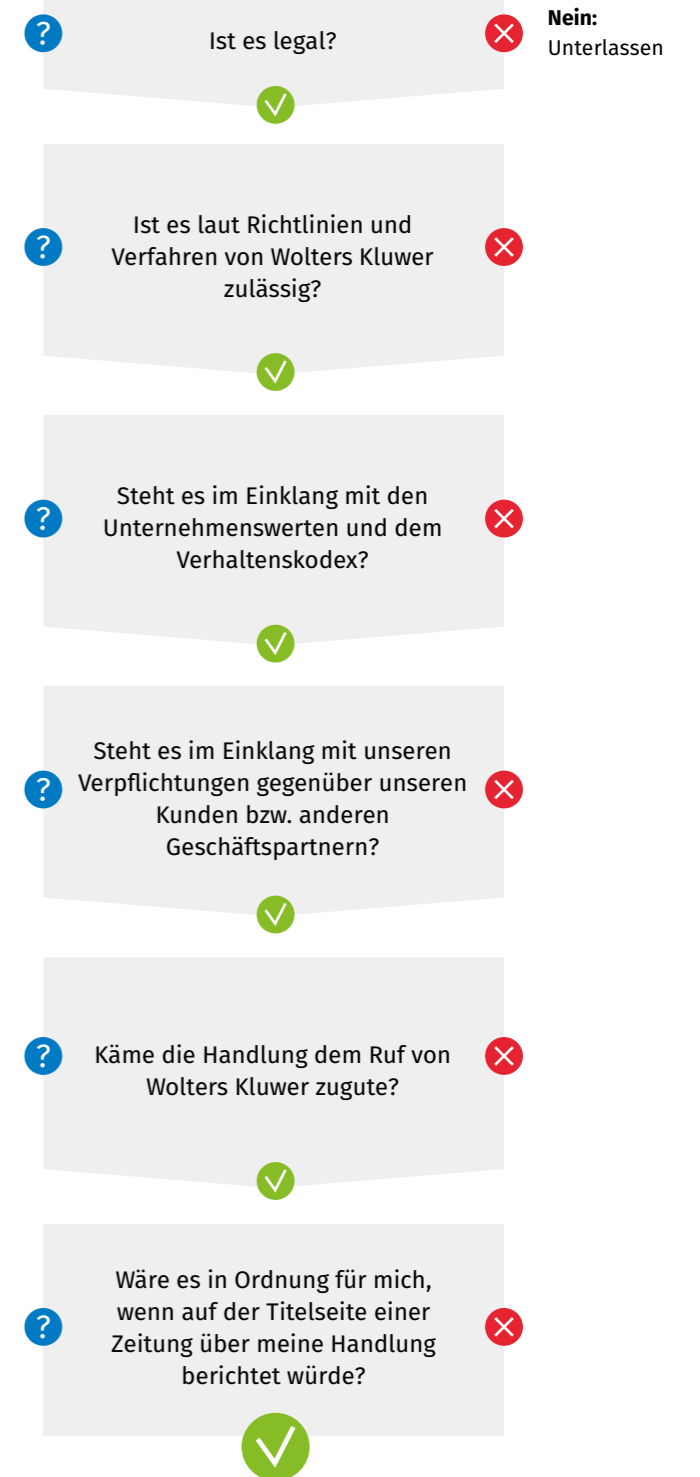 Ist es legal?
Nein:
Unterlassen
Ist es laut Richtlinien und
Verfahren von Wolters Kluwer
zulässig?
Steht es im Einklang mit den
Unternehmenswerten und dem
Verhaltenskodex?
Steht es im Einklang mit unseren
Verpflichtungen gegenüber unseren
Kunden bzw. anderen
Geschäftspartnern?
Käme die Handlung dem Ruf von
Wolters Kluwer zugute?
Wäre es in Ordnung für mich,
wenn auf der Titelseite einer
Zeitung über meine Handlung
berichtet würde?